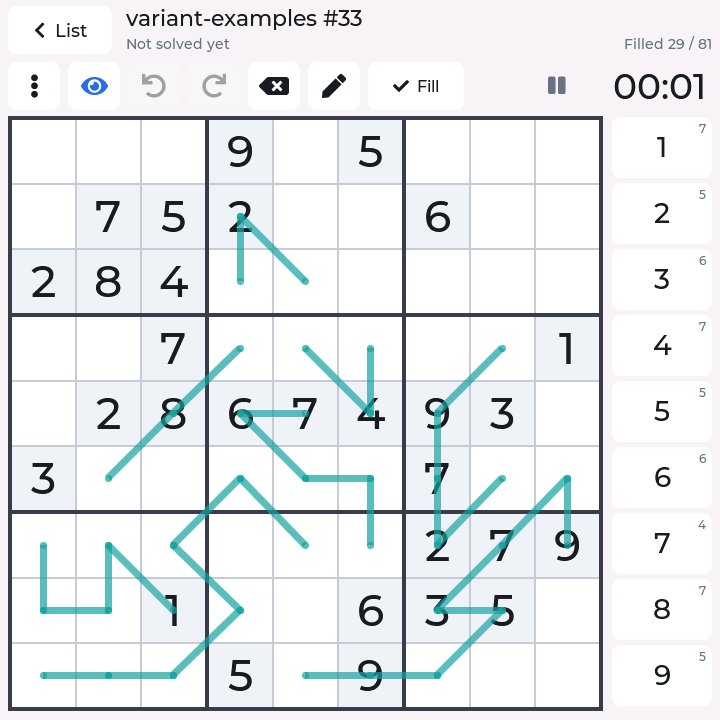 List
variant-examples #33
Not solved yet
Filled 29 / 81
Fill
00:01
9 5
7 5 2 6
2 8 4
7 1
2 8 6 7 4 9 3
3 7
2 7 9
1 6 3 5
5 9
1 7
2 5
3 6
4 7
5 5
6 6
7 4
8 7
9 5